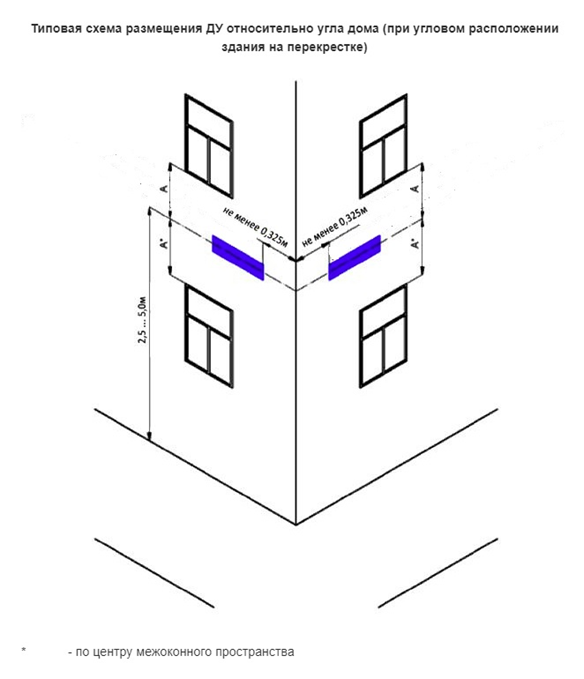 Типовая схема размещения ДУ относительно угла дома (при угловом расположении
здания на перекрестке)
А
А
не менее 0,325м
не менее 0,325м
А*
А*
2,5 ... 5,0м
* - по центру межоконного пространства